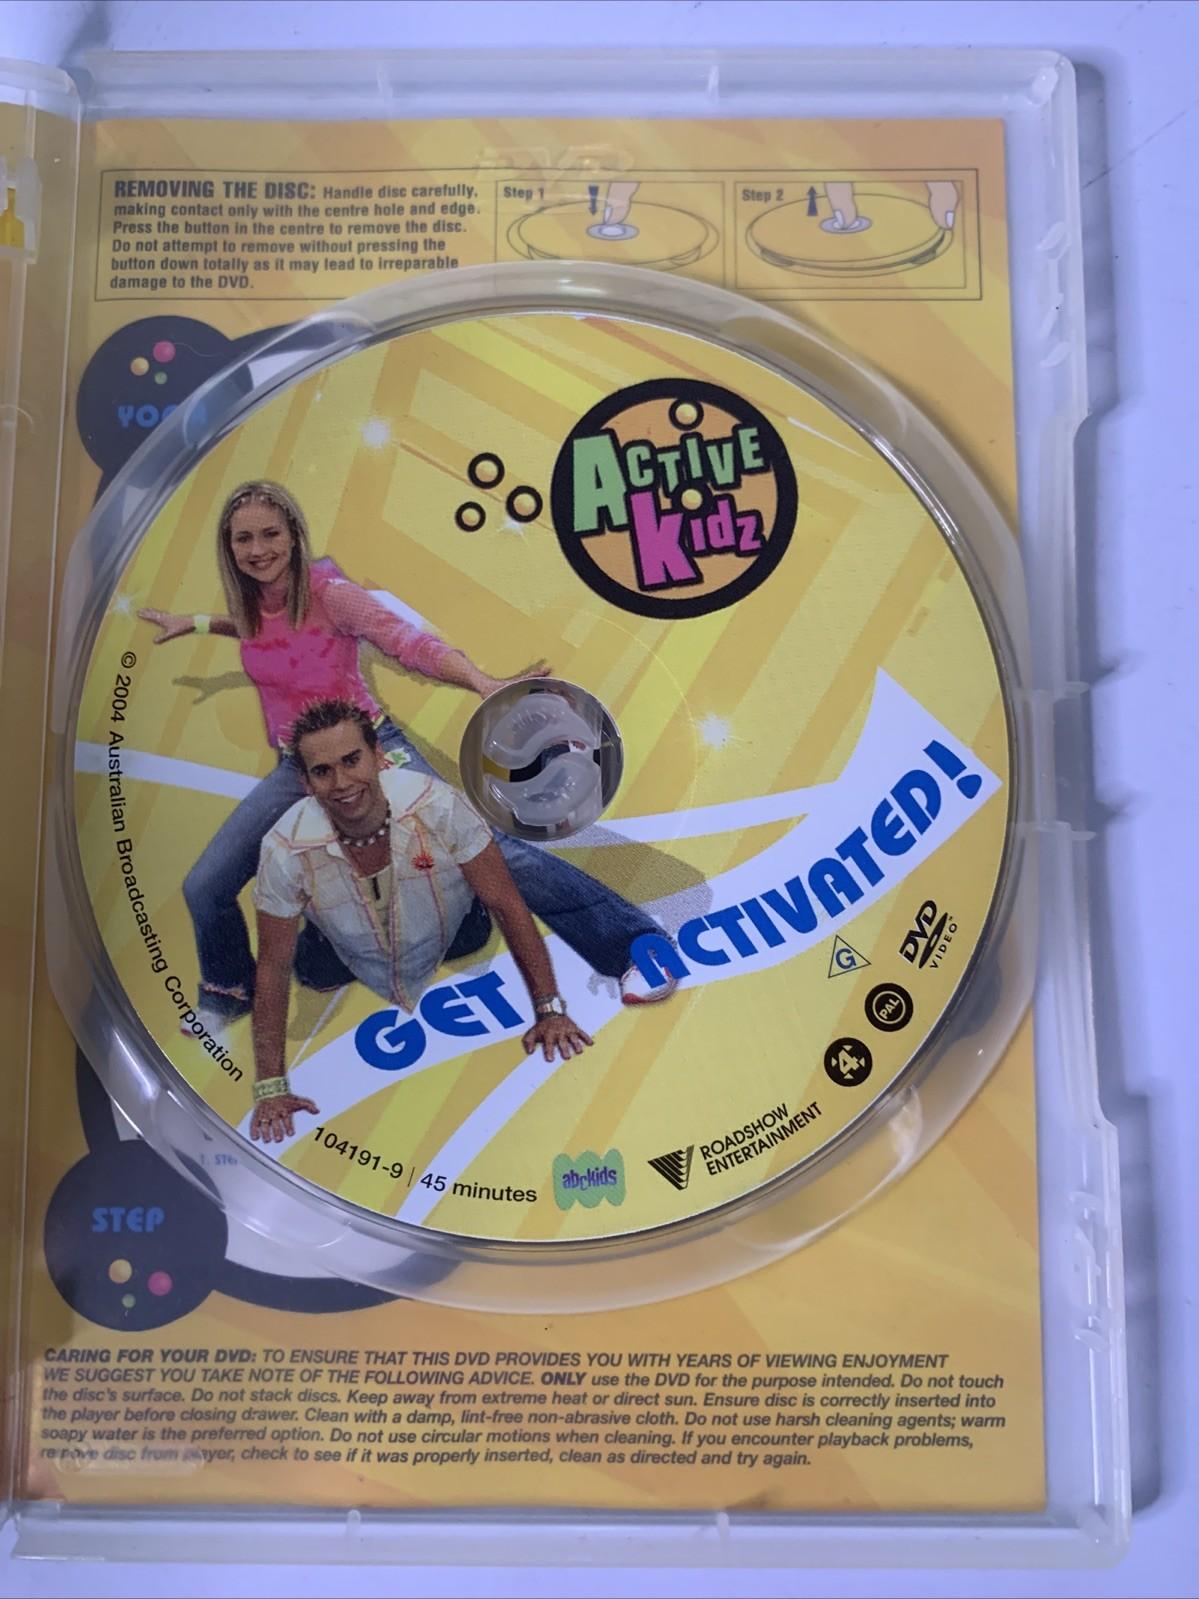 REMOVING THE DISC: Handle disc carefully,
making contact only with the centre hole and edge.
Press the button in the centre to remove the disc.
Do not attempt to remove without pressing the
button down totally as it may lead to irreparable
damage to the DVD.
Step 1
Step 2
ACTIVE
Kidz
© 2004 Australian Broadcasting Corporation
GET ACTIVATED!
G
DVD
VIDEO
PAL
4
ROADSHOW
ENTERTAINMENT
abckids
104191-9 | 45 minutes
STEP
CARING FOR YOUR DVD: TO ENSURE THAT THIS DVD PROVIDES YOU WITH YEARS OF VIEWING ENJOYMENT
WE SUGGEST YOU TAKE NOTE OF THE FOLLOWING ADVICE. ONLY use the DVD for the purpose intended. Do not touch
the disc's surface. Do not stack discs. Keep away from extreme heat or direct sun. Ensure disc is correctly inserted into
the player before closing drawer. Clean with a damp, lint-free non-abrasive cloth. Do not use harsh cleaning agents; warm
soapy water is the preferred option. Do not use circular motions when cleaning. If you encounter playback problems,
remove disc from player, check to see if it was properly inserted, clean as directed and try again.